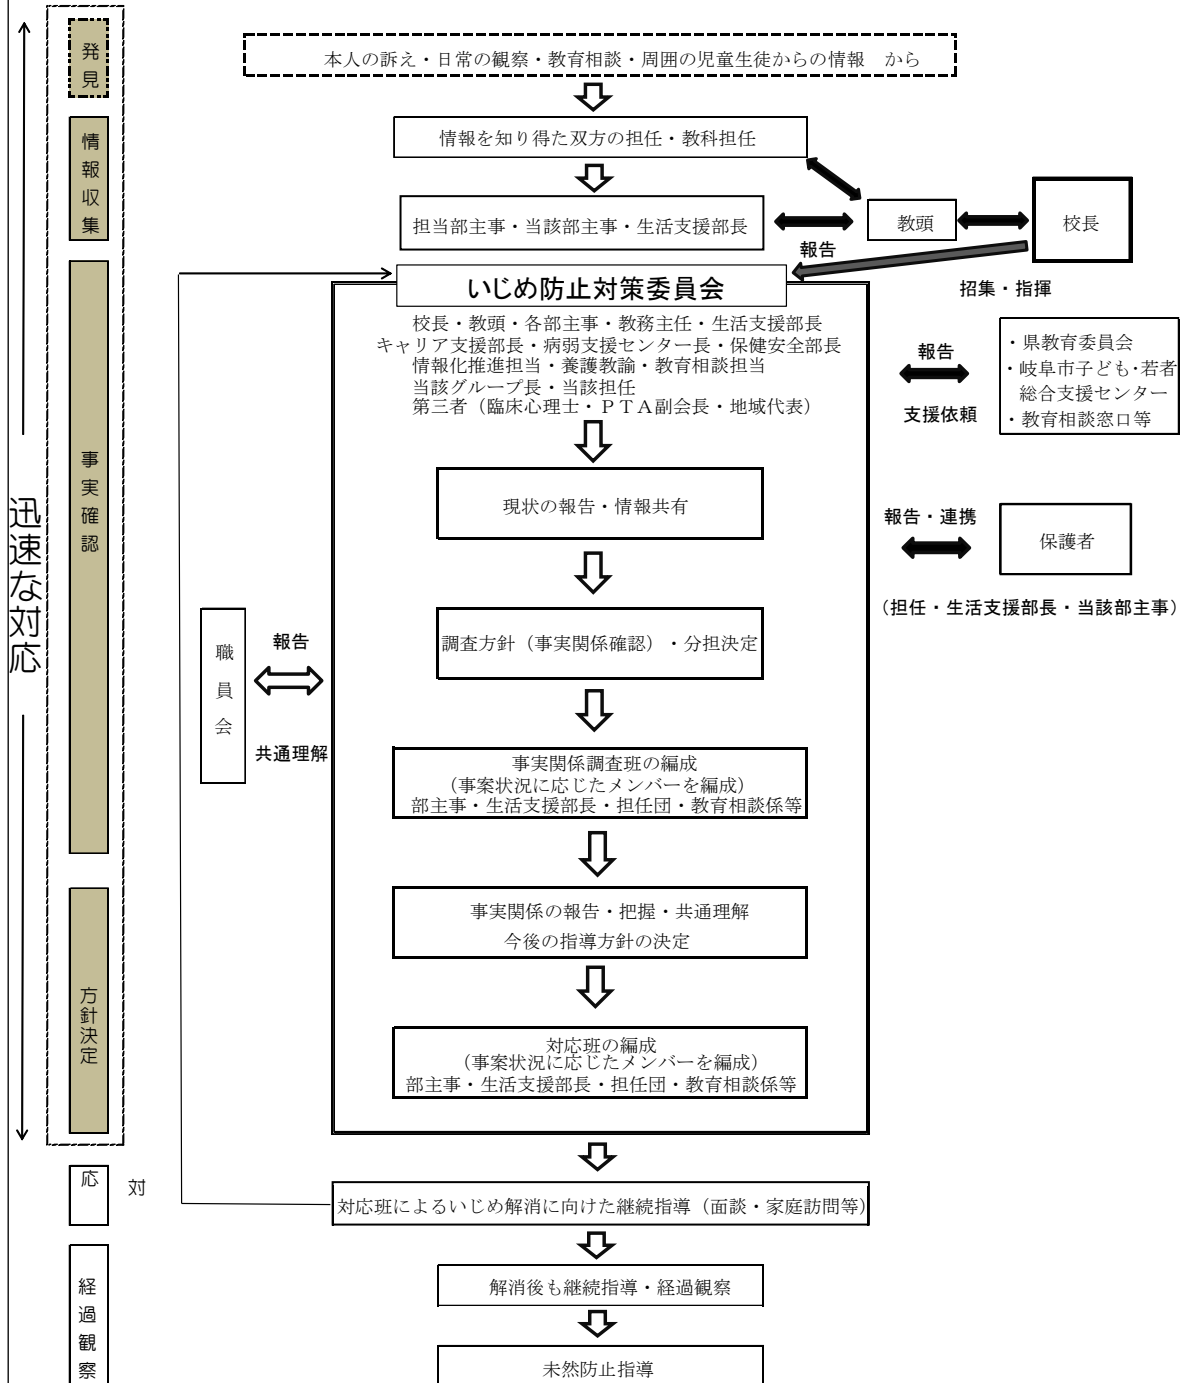 発見
本人の訴え・日常の観察・教育相談・周囲の児童生徒からの情報　から
情報収集
情報を知り得た双方の担任・教科担任
担当部主事・当該部主事・生活支援部長
教頭
校長
報告
招集・指揮
いじめ防止対策委員会
校長・教頭・各部主事・教務主任・生活支援部長
キャリア支援部長・病弱支援センター長・保健安全部長
情報化推進担当・養護教諭・教育相談担当
当該グループ長・当該担任
第三者（臨床心理士・ＰＴＡ副会長・地域代表）
報告
支援依頼
・県教育委員会
・岐阜市子ども・若者
総合支援センター
・教育相談窓口等
事実確認
迅速な対応
現状の報告・情報共有
報告・連携
保護者
（担任・生活支援部長・当該部主事）
職員会
報告
共通理解
調査方針（事実関係確認）・分担決定
事実関係調査班の編成
（事案状況に応じたメンバーを編成）
部主事・生活支援部長・担任団・教育相談係等
方針決定
事実関係の報告・把握・共通理解
今後の指導方針の決定
対応班の編成
（事案状況に応じたメンバーを編成）
部主事・生活支援部長・担任団・教育相談係等
応
対
対応班によるいじめ解消に向けた継続指導（面談・家庭訪問等）
経過観察
解消後も継続指導・経過観察
未然防止指導